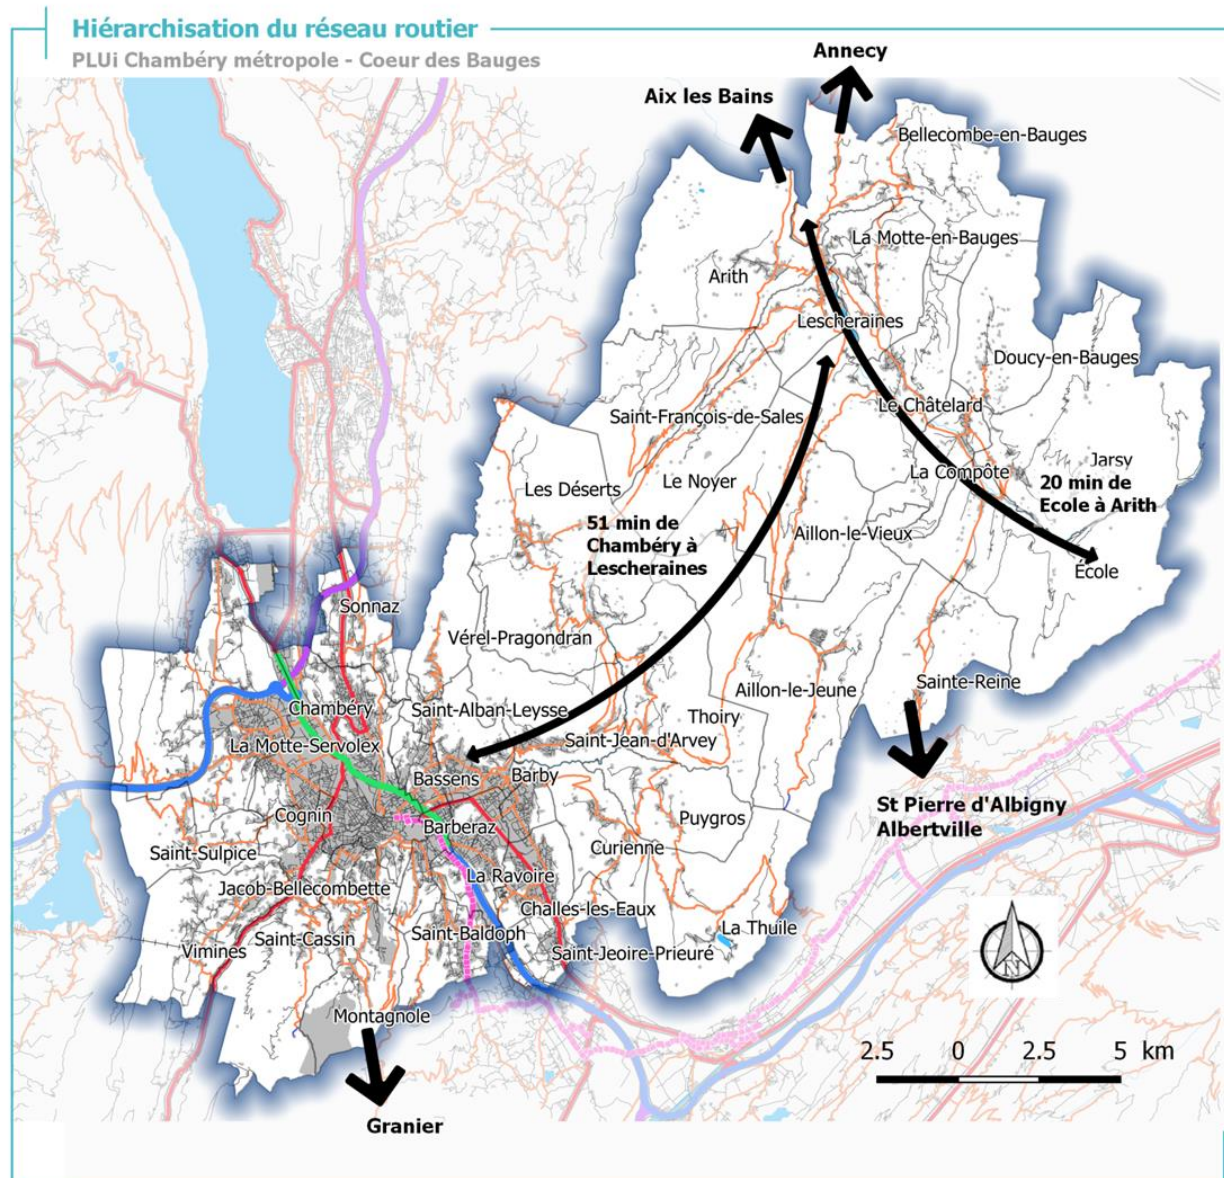 Hiérarchisation du réseau routier
PLUi Chambéry métropole - Coeur des Bauges
Annecy
Aix les Bains
Bellecombe-en-Bauges
La Motte-en-Bauges
Arith
Lescheraines
Doucy-en-Bauges
Le Châtelard
Saint-François-de-Sales
Jarsy
La Compôte
Le Noyer
20 min de
Ecole à Arith
Les Déserts
51 min de
Chambéry à
Lescheraines
Aillon-le-Vieux
École
Sonnaz
Vérel-Pragondran
Sainte-Reine
Aillon-le-Jeune
Chambéry
Saint-Alban-Leysse
Thoiry
La Motte-Servolex
Saint-Jean-d'Arvey
Bassens
Barby
St Pierre d'Albigny
Albertville
Cognin
Barberaz
Puygros
Saint-Sulpice
Curienne
La Ravoire
Jacob-Bellecombette
Challes-les-Eaux
La Thuile
Saint-Cassin
Saint-Baldoph
Vimines
Saint-Jeoire-Prieuré
N
Montagnole
2.5 0 2.5 5 km
Granier